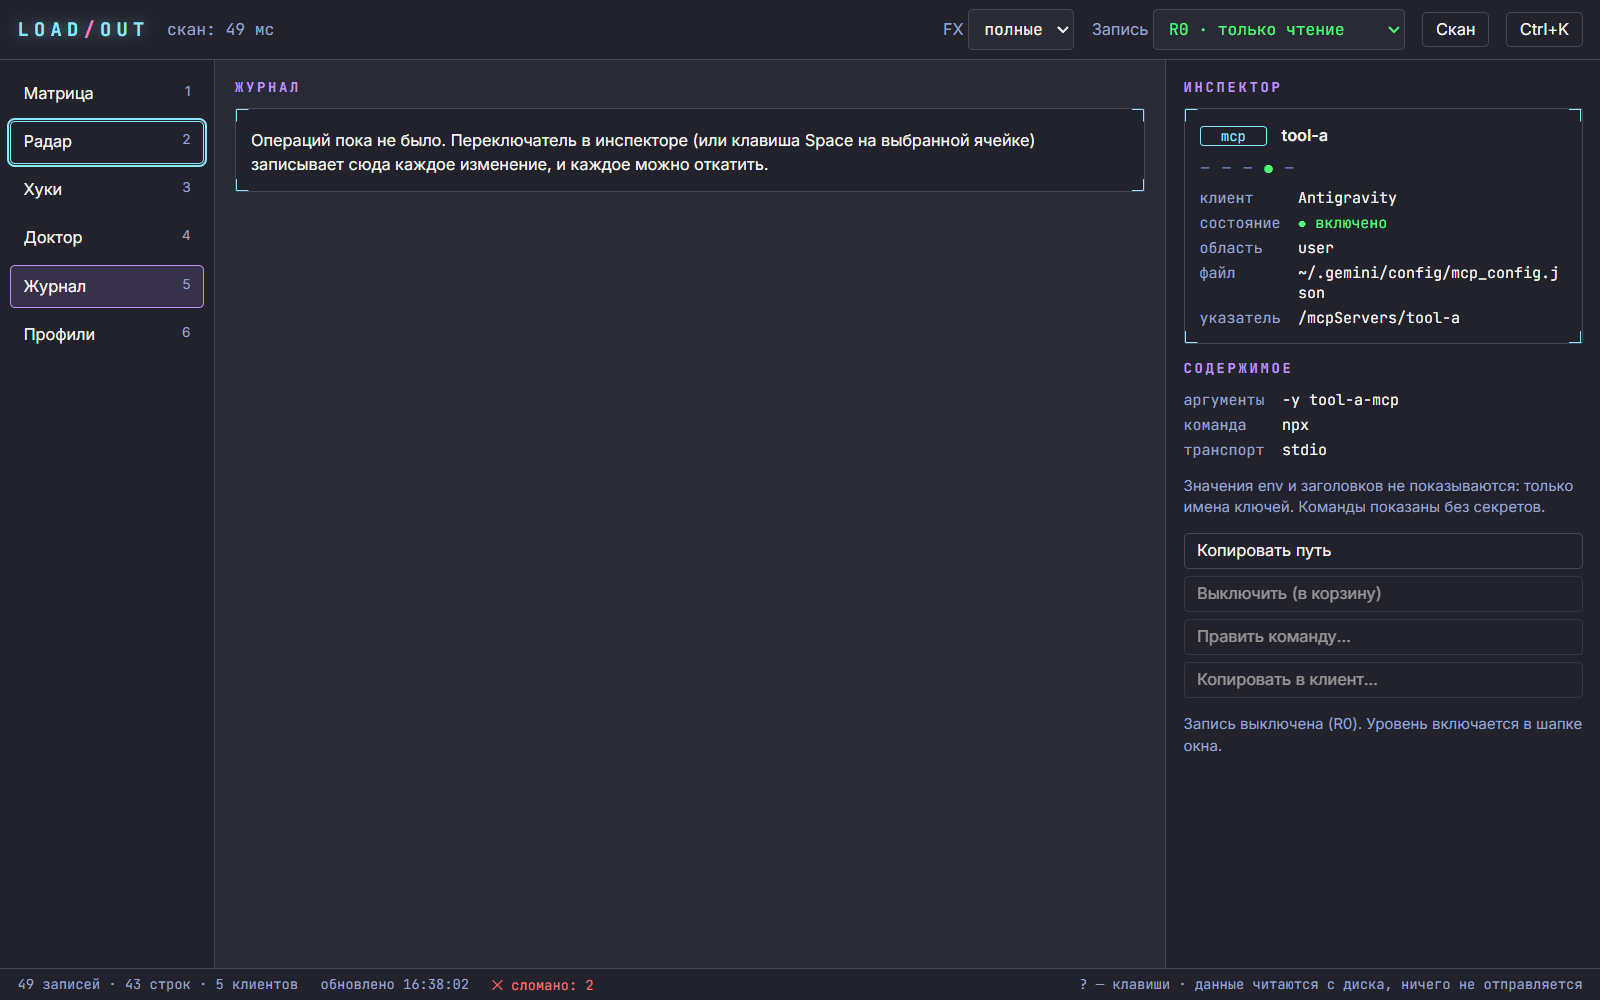 LOAD/OUT
скан: 49 мс
FX
полные
Запись
R0 · только чтение
Скан
Ctrl+K
Матрица 1
Радар 2
Хуки 3
Доктор 4
Журнал 5
Профили 6
ЖУРНАЛ
Операций пока не было. Переключатель в инспекторе (или клавиша Space на выбранной ячейке)
записывает сюда каждое изменение, и каждое можно откатить.
ИНСПЕКТОР
mcp tool-a
– – – ● –
клиент Antigravity
состояние ● включено
область user
файл ~/.gemini/config/mcp_config.j
son
указатель /mcpServers/tool-a
СОДЕРЖИМОЕ
аргументы -y tool-a-mcp
команда npx
транспорт stdio
Значения env и заголовков не показываются: только
имена ключей. Команды показаны без секретов.
Копировать путь
Выключить (в корзину)
Править команду...
Копировать в клиент...
Запись выключена (R0). Уровень включается в шапке
окна.
49 записей · 43 строк · 5 клиентов
обновлено 16:38:02
✕ сломано: 2
? — клавиши · данные читаются с диска, ничего не отправляется